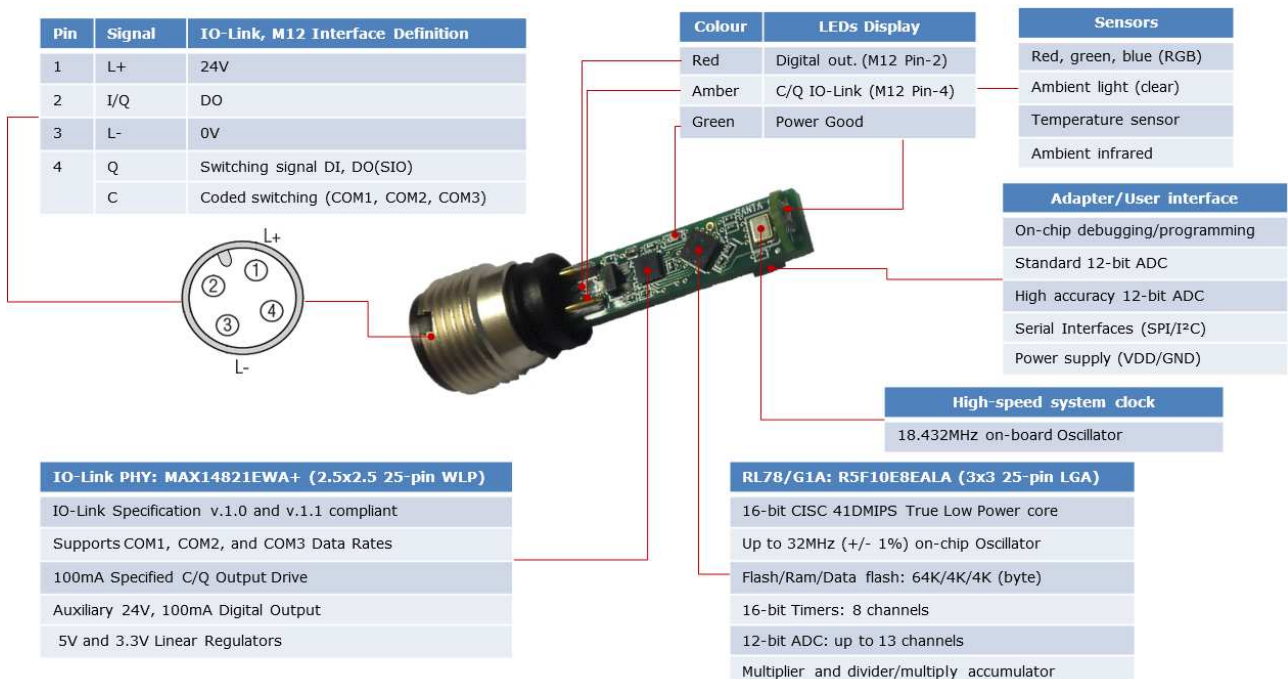 Pin Signal IO-Link, M12 Interface Definition
1 L+ 24V
2 I/Q DO
3 L- 0V
4 Q Switching signal DI, DO(SIO)
C Coded switching (COM1, COM2, COM3)
Colour LEDs Display
Red Digital out. (M12 Pin-2)
Amber C/Q IO-Link (M12 Pin-4)
Green Power Good
Sensors
Red, green, blue (RGB)
Ambient light (clear)
Temperature sensor
Ambient infrared
Adapter/User interface
On-chip debugging/programming
Standard 12-bit ADC
High accuracy 12-bit ADC
Serial Interfaces (SPI/I²C)
Power supply (VDD/GND)
L+
1
2
4
3
L-
High-speed system clock
18.432MHz on-board Oscillator
IO-Link PHY: MAX14821EWA+ (2.5x2.5 25-pin WLP)
IO-Link Specification v.1.0 and v.1.1 compliant
Supports COM1, COM2, and COM3 Data Rates
100mA Specified C/Q Output Drive
Auxiliary 24V, 100mA Digital Output
5V and 3.3V Linear Regulators
RL78/G1A: R5F10E8EALA (3x3 25-pin LGA)
16-bit CISC 41DMIPS True Low Power core
Up to 32MHz (+/- 1%) on-chip Oscillator
Flash/Ram/Data flash: 64K/4K/4K (byte)
16-bit Timers: 8 channels
12-bit ADC: up to 13 channels
Multiplier and divider/multiply accumulator